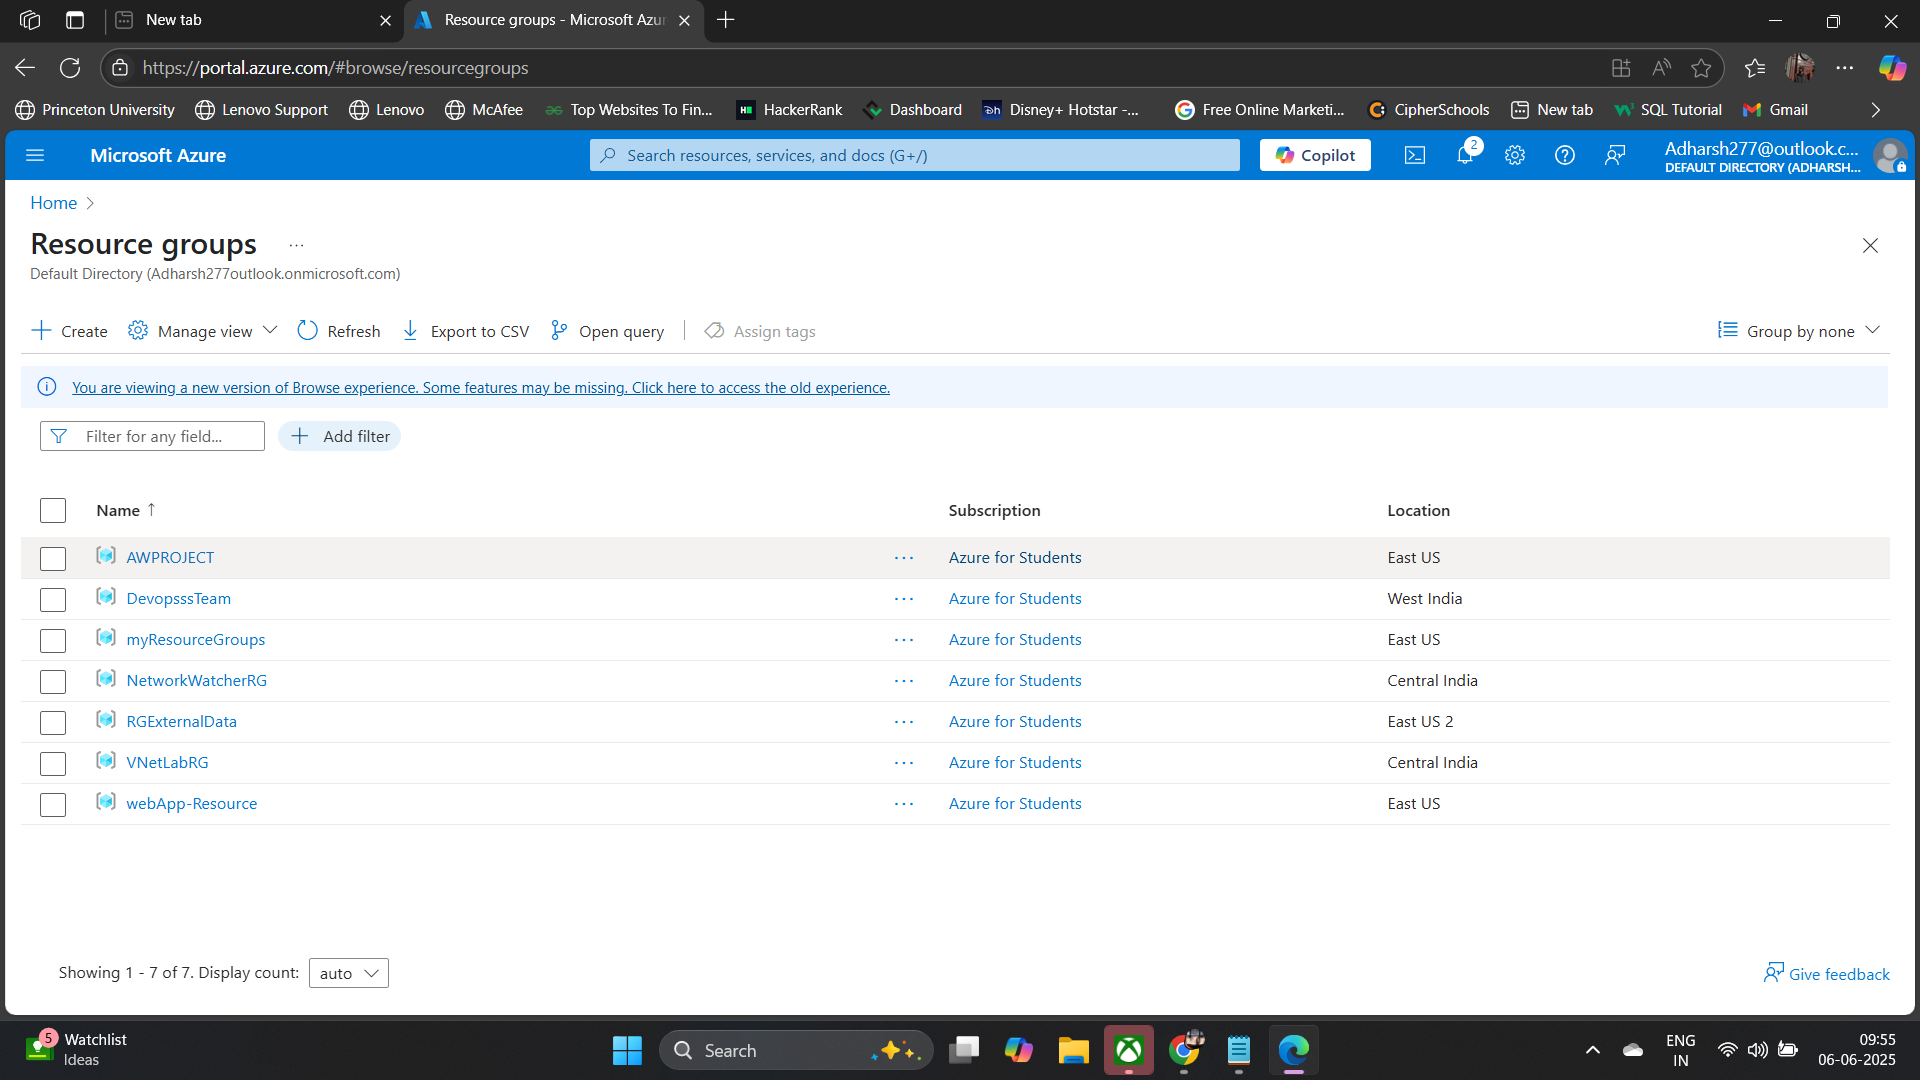 New tab
Resource groups - Microsoft Azur
https://portal.azure.com/#browse/resourcegroups
Princeton University Lenovo Support Lenovo McAfee Top Websites To Fin... HackerRank Dashboard Disney+ Hotstar -... Free Online Marketi... CipherSchools New tab SQL Tutorial Gmail
Microsoft Azure
Search resources, services, and docs (G+/)
Copilot
2
Adharsh277@outlook.c...
DEFAULT DIRECTORY (ADHARSH...
Home
Resource groups ...
Default Directory (Adharsh277outlook.onmicrosoft.com)
Create Manage view Refresh Export to CSV Open query Assign tags Group by none
You are viewing a new version of Browse experience. Some features may be missing. Click here to access the old experience.
Filter for any field... Add filter
Name ↑ Subscription Location
AWPROJECT ... Azure for Students East US
DevopsssTeam ... Azure for Students West India
myResourceGroups ... Azure for Students East US
NetworkWatcherRG ... Azure for Students Central India
RGExternalData ... Azure for Students East US 2
VNetLabRG ... Azure for Students Central India
webApp-Resource ... Azure for Students East US
Showing 1 - 7 of 7. Display count: auto
Give feedback
5
Watchlist
Ideas
Search
ENG
IN
09:55
06-06-2025